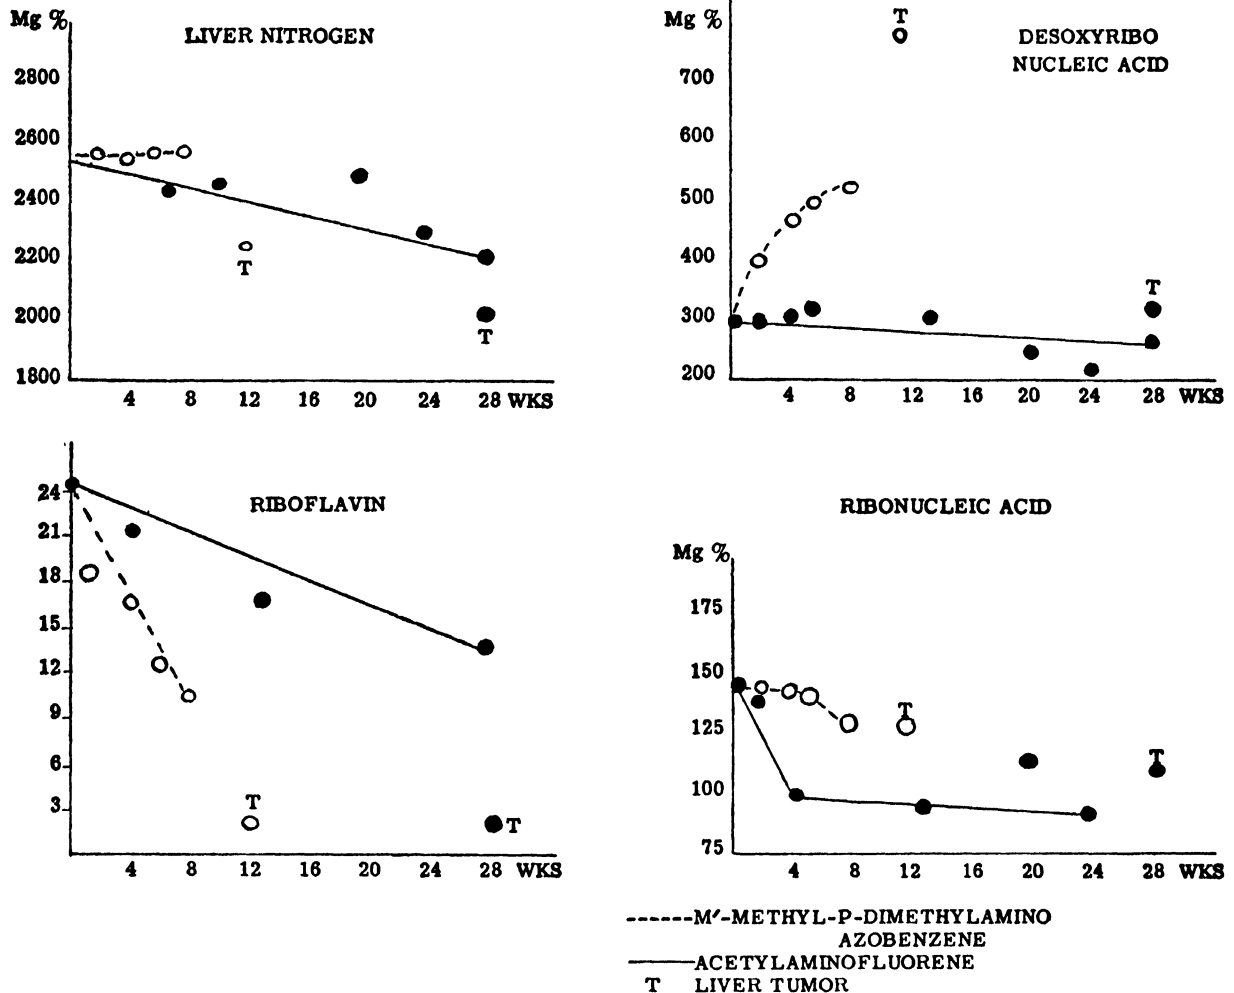 Mg %
LIVER NITROGEN
2800
2600
2400
2200
2000
1800
T
T
4 8 12 16 20 24 28 WKS
Mg %
T
DESOXYRIBO
NUCLEIC ACID
700
600
500
400
300
200
T
4 8 12 16 20 24 28 WKS
RIBOFLAVIN
24
21
18
15
12
9
6
3
T
T
4 8 12 16 20 24 28 WKS
RIBONUCLEIC ACID
Mg %
175
150
125
100
75
T
T
4 8 12 16 20 24 28 WKS
M′-METHYL-P-DIMETHYLAMINO
AZOBENZENE
ACETYLAMINOFLUORENE
T LIVER TUMOR